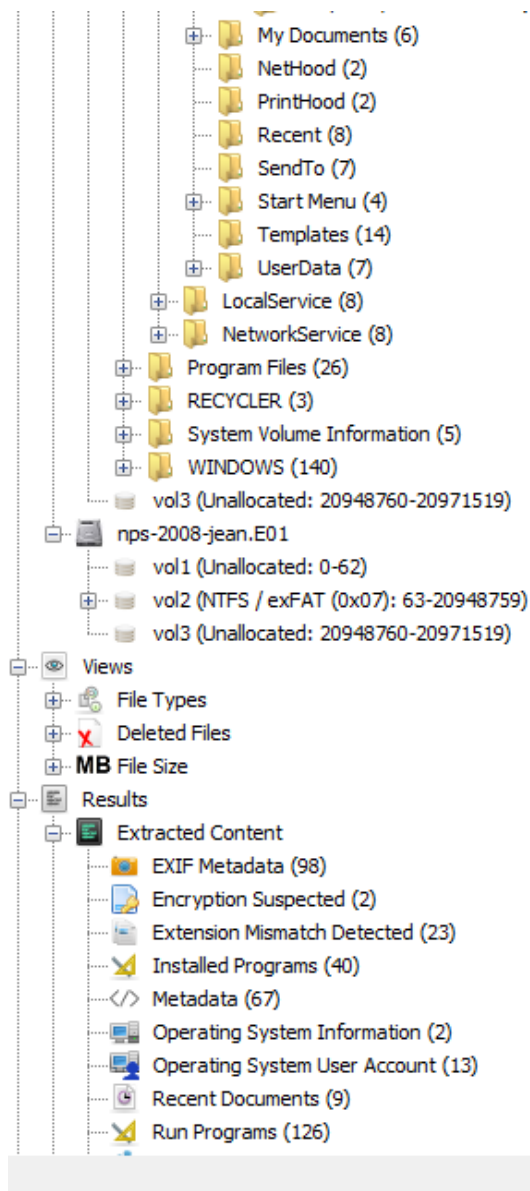 My Documents (6)
NetHood (2)
PrintHood (2)
Recent (8)
SendTo (7)
Start Menu (4)
Templates (14)
UserData (7)
LocalService (8)
NetworkService (8)
Program Files (26)
RECYCLER (3)
System Volume Information (5)
WINDOWS (140)
vol3 (Unallocated: 20948760-20971519)
nps-2008-jean.E01
vol1 (Unallocated: 0-62)
vol2 (NTFS / exFAT (0x07): 63-20948759)
vol3 (Unallocated: 20948760-20971519)
Views
File Types
Deleted Files
MB File Size
Results
Extracted Content
EXIF Metadata (98)
Encryption Suspected (2)
Extension Mismatch Detected (23)
Installed Programs (40)
</> Metadata (67)
Operating System Information (2)
Operating System User Account (13)
Recent Documents (9)
Run Programs (126)